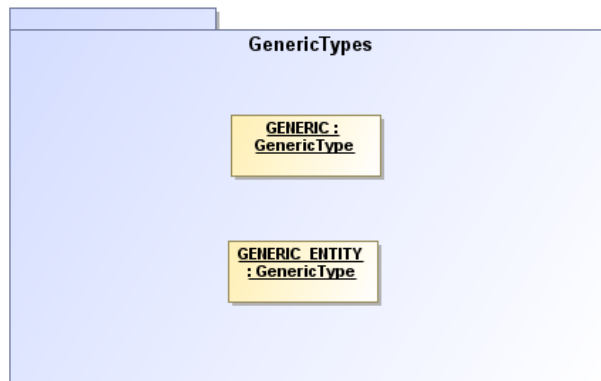 GenericTypes
GENERIC :
GenericType
GENERIC_ENTITY
: GenericType